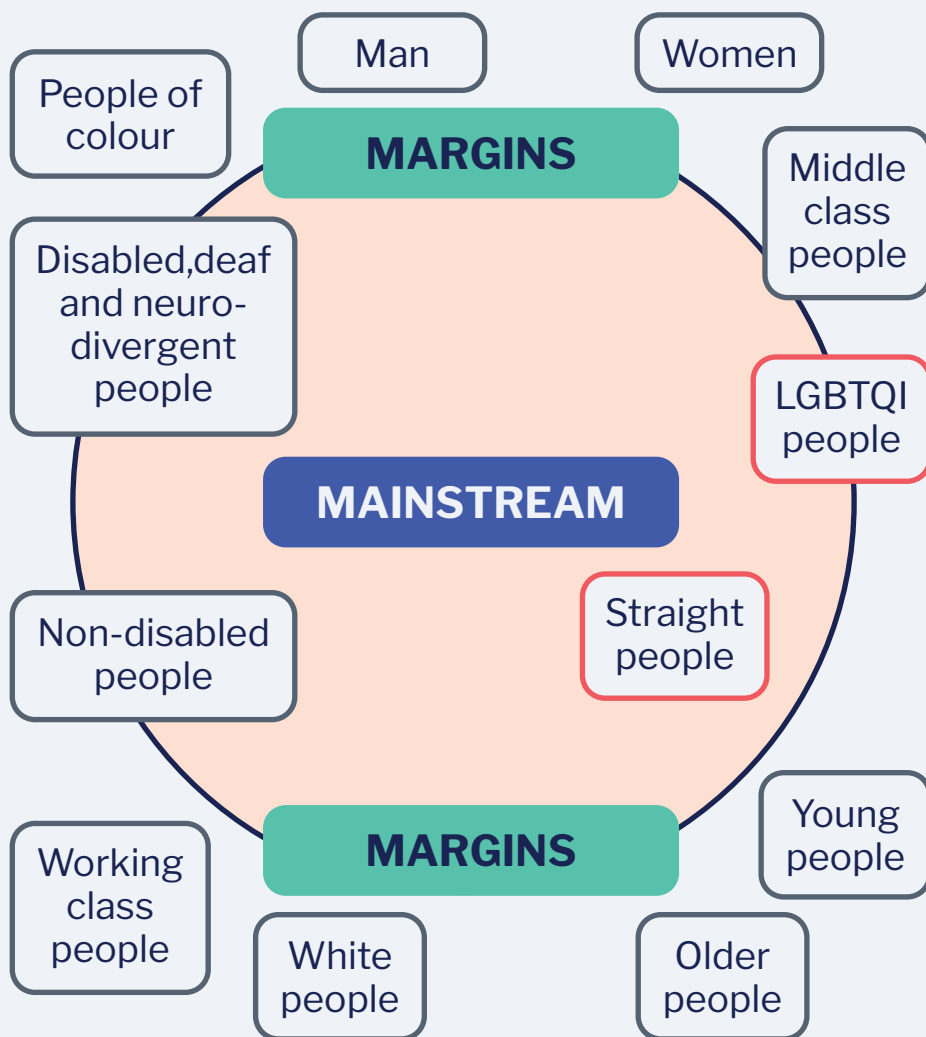 Man
Women
People of
colour
MARGINS
Middle
class
people
Disabled,deaf
and neuro-
divergent
people
LGBTQI
people
MAINSTREAM
Straight
people
Non-disabled
people
Young
people
MARGINS
Working
class
people
White
people
Older
people